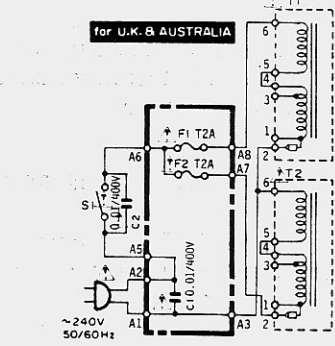 for U.K. & AUSTRALIA
6
5
4
3
1
2
F1 T2A
A6
A8
F2 T2A
A7
T2
6
S1
0.01/400V
C2
A5
5
4
3
A2
C1 0.01/400V
1
2
A1
A3
~240V
50/60Hz